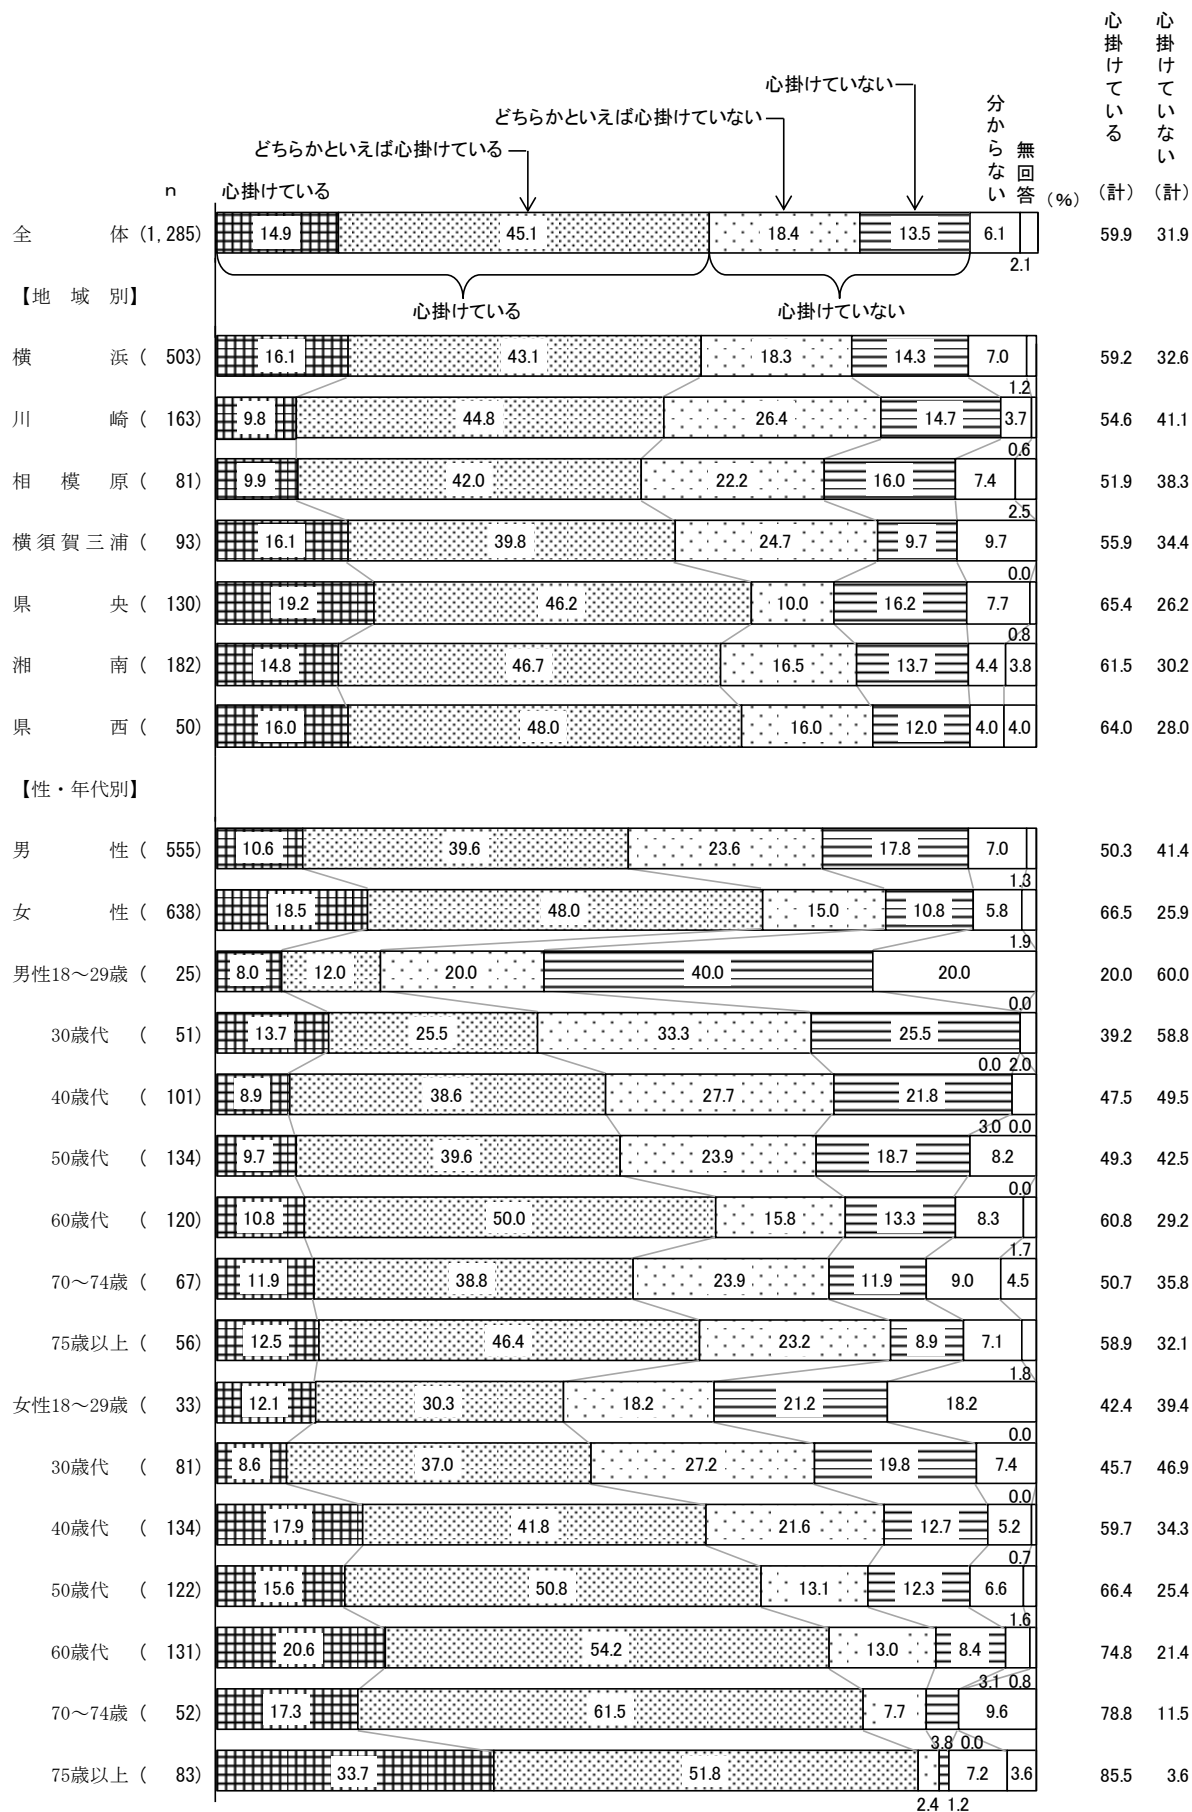 心掛けている
心掛けていない
心掛けていない
どちらかといえば心掛けていない
どちらかといえば心掛けている
分からない
無回答
n 心掛けている (%) (計) (計)
全体 (1,285) 14.9 45.1 18.4 13.5 6.1 59.9 31.9
2.1
【地域別】
心掛けている 心掛けていない
横浜 ( 503) 16.1 43.1 18.3 14.3 7.0 59.2 32.6
1.2
川崎 ( 163) 9.8 44.8 26.4 14.7 3.7 54.6 41.1
0.6
相模原 ( 81) 9.9 42.0 22.2 16.0 7.4 51.9 38.3
2.5
横須賀三浦 ( 93) 16.1 39.8 24.7 9.7 9.7 55.9 34.4
0.0
県央 ( 130) 19.2 46.2 10.0 16.2 7.7 65.4 26.2
0.8
湘南 ( 182) 14.8 46.7 16.5 13.7 4.4 3.8 61.5 30.2
県西 ( 50) 16.0 48.0 16.0 12.0 4.0 4.0 64.0 28.0
【性・年代別】
男性 ( 555) 10.6 39.6 23.6 17.8 7.0 50.3 41.4
1.3
女性 ( 638) 18.5 48.0 15.0 10.8 5.8 66.5 25.9
1.9
男性18～29歳 ( 25) 8.0 12.0 20.0 40.0 20.0 20.0 60.0
0.0
30歳代 ( 51) 13.7 25.5 33.3 25.5 39.2 58.8
0.0 2.0
40歳代 ( 101) 8.9 38.6 27.7 21.8 47.5 49.5
3.0 0.0
50歳代 ( 134) 9.7 39.6 23.9 18.7 8.2 49.3 42.5
0.0
60歳代 ( 120) 10.8 50.0 15.8 13.3 8.3 60.8 29.2
1.7
70～74歳 ( 67) 11.9 38.8 23.9 11.9 9.0 4.5 50.7 35.8
75歳以上 ( 56) 12.5 46.4 23.2 8.9 7.1 58.9 32.1
1.8
女性18～29歳 ( 33) 12.1 30.3 18.2 21.2 18.2 42.4 39.4
0.0
30歳代 ( 81) 8.6 37.0 27.2 19.8 7.4 45.7 46.9
0.0
40歳代 ( 134) 17.9 41.8 21.6 12.7 5.2 59.7 34.3
0.7
50歳代 ( 122) 15.6 50.8 13.1 12.3 6.6 66.4 25.4
1.6
60歳代 ( 131) 20.6 54.2 13.0 8.4 74.8 21.4
3.1 0.8
70～74歳 ( 52) 17.3 61.5 7.7 9.6 78.8 11.5
3.8 0.0
75歳以上 ( 83) 33.7 51.8 7.2 3.6 85.5 3.6
2.4 1.2